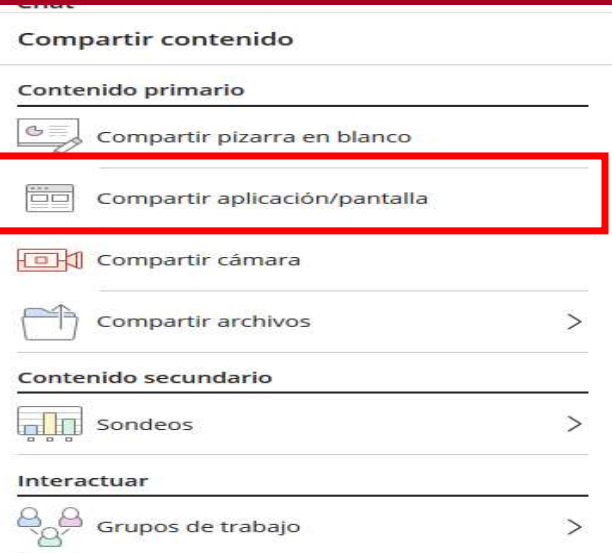 Compartir contenido
Contenido primario
Compartir pizarra en blanco
Compartir aplicación/pantalla
Compartir cámara
Compartir archivos
Contenido secundario
Sondeos
Interactuar
Grupos de trabajo